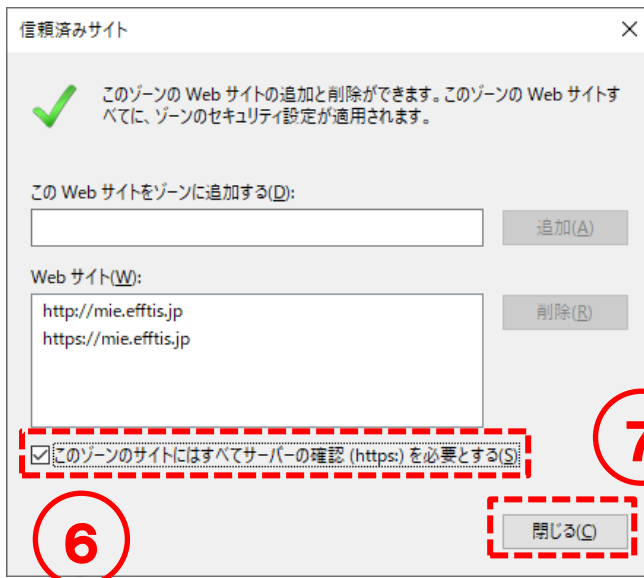 信頼済みサイト
このゾーンの Web サイトの追加と削除ができます。このゾーンの Web サイトす
べてに、ゾーンのセキュリティ設定が適用されます。
この Web サイトをゾーンに追加する(D):
追加(A)
Web サイト(W):
http://mie.efftis.jp
https://mie.efftis.jp
削除(R)
このゾーンのサイトにはすべてサーバーの確認 (https:) を必要とする(S)
7
6
閉じる(C)